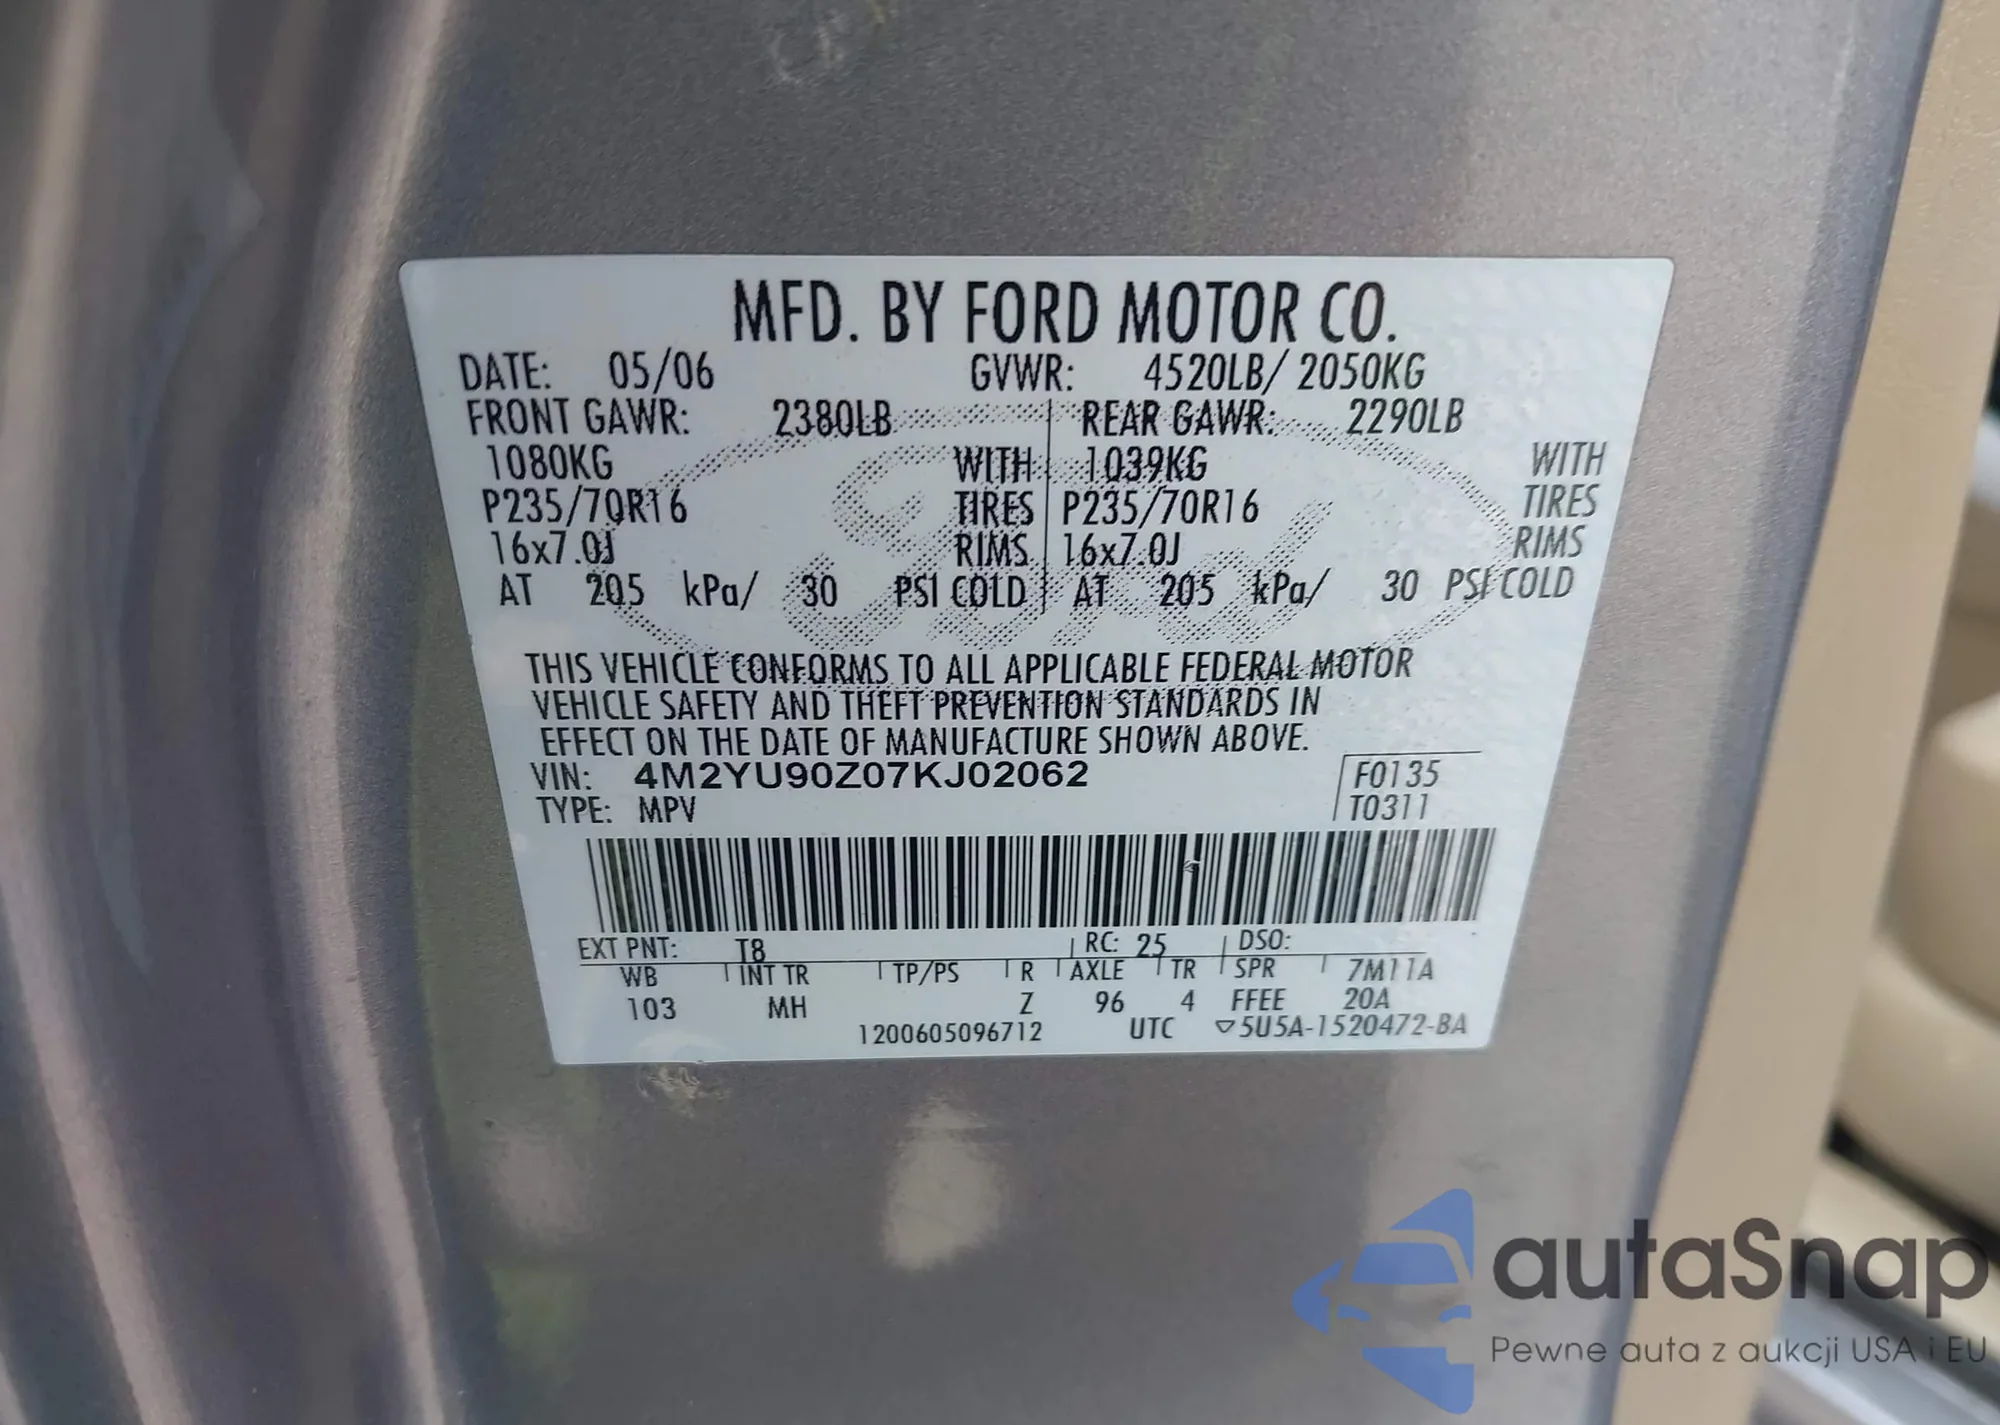 MFD. BY FORD MOTOR CO.
DATE: 05/06 GVWR: 4520LB/ 2050KG
FRONT GAWR: 2380LB REAR GAWR: 2290LB
1080KG WITH 1039KG WITH
P235/70R16 TIRES P235/70R16 TIRES
16x7.0J RIMS 16x7.0J RIMS
AT 205 kPa/ 30 PSI COLD AT 205 kPa/ 30 PSI COLD
THIS VEHICLE CONFORMS TO ALL APPLICABLE FEDERAL MOTOR
VEHICLE SAFETY AND THEFT PREVENTION STANDARDS IN
EFFECT ON THE DATE OF MANUFACTURE SHOWN ABOVE.
VIN: 4M2YU90Z07KJ02062 F0135
TYPE: MPV T0311
EXT PNT: T8 RC: 25 DSO:
WB INT TR TP/PS R AXLE TR SPR 7M11A
103 MH Z 96 4 FFEE 20A
1200605096712 UTC ▽5U5A-1520472-BA
Ford
autaSnap
Pewne auta z aukcji USA i EU